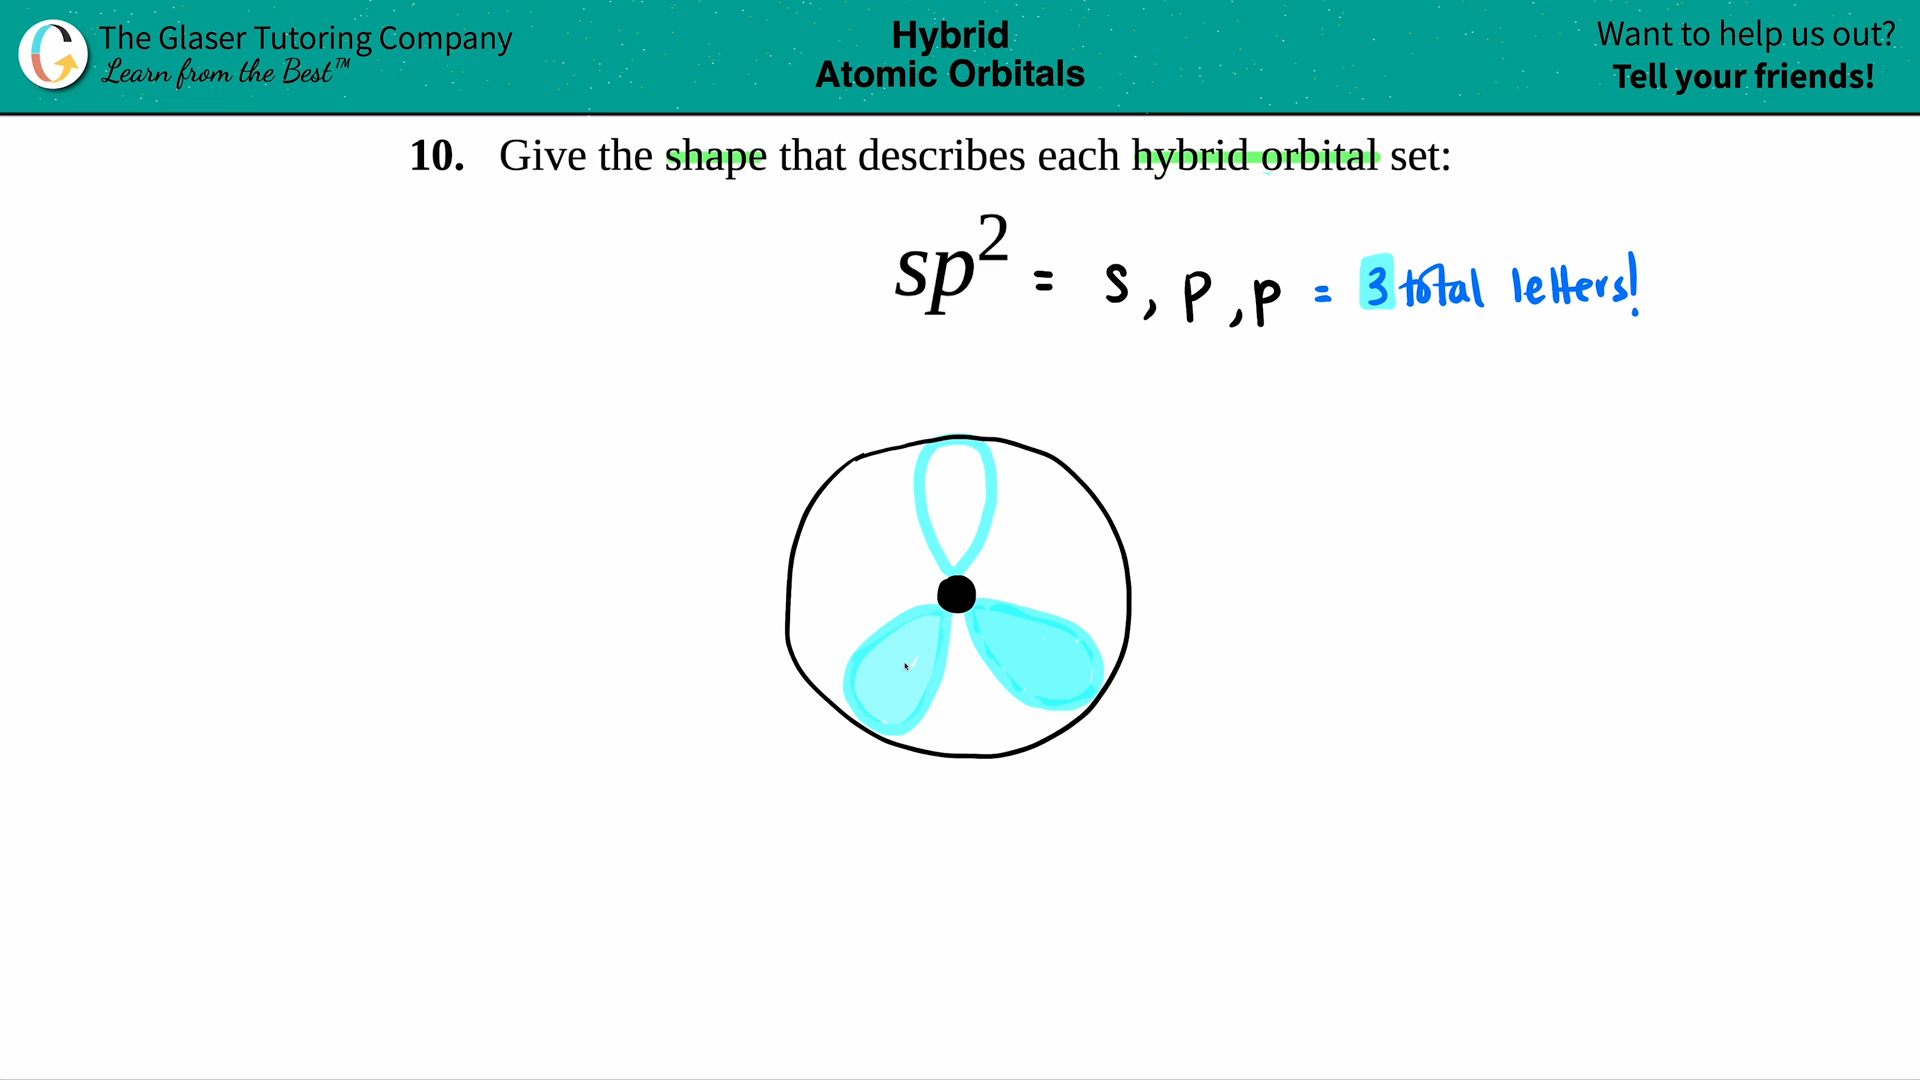 The Glaser Tutoring Company
Learn from the Best™
Hybrid
Atomic Orbitals
Want to help us out?
Tell your friends!
10. Give the shape that describes each hybrid orbital set:
sp² = s, p, p = 3 total letters!